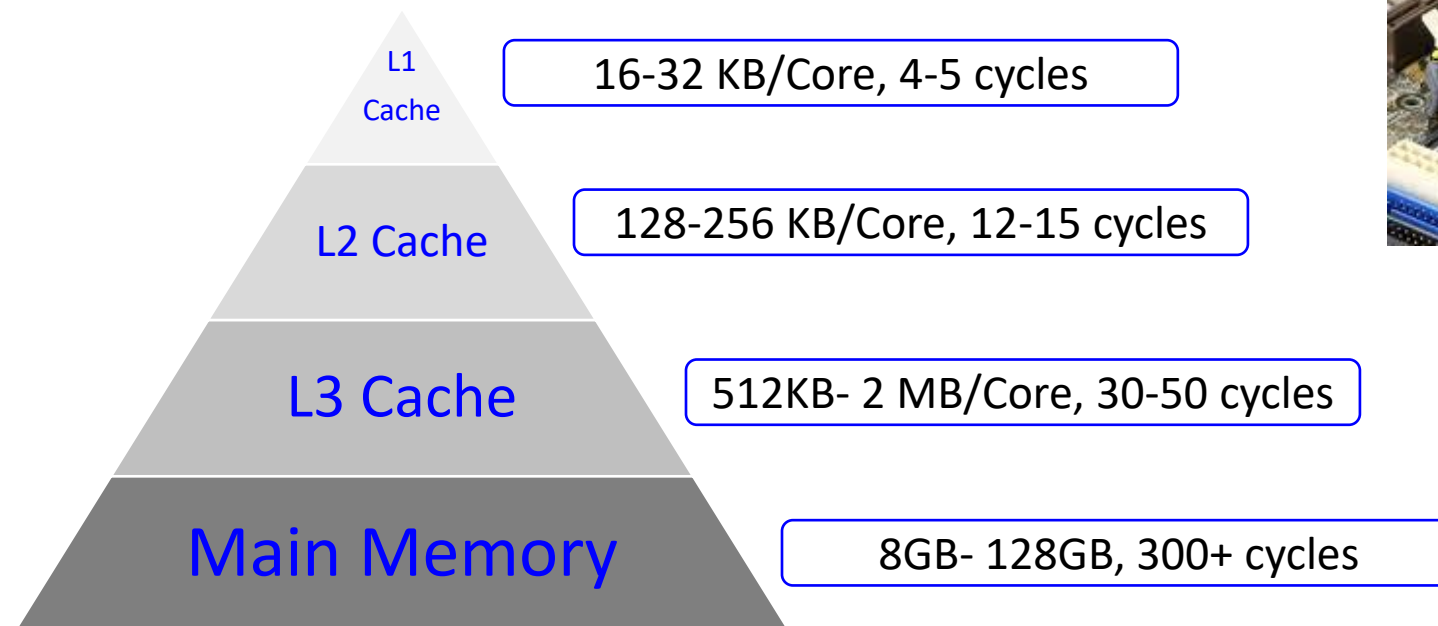 L1
Cache
16-32 KB/Core, 4-5 cycles
L2 Cache
128-256 KB/Core, 12-15 cycles
L3 Cache
512KB- 2 MB/Core, 30-50 cycles
Main Memory
8GB- 128GB, 300+ cycles